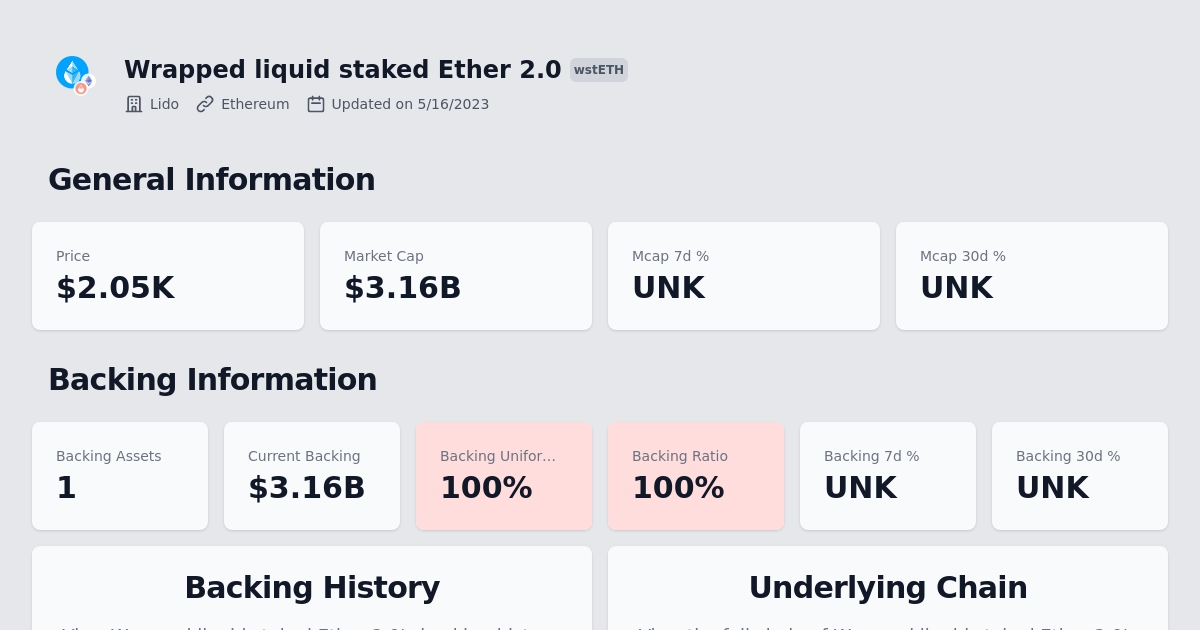 Wrapped liquid staked Ether 2.0 wstETH
Lido Ethereum Updated on 5/16/2023
General Information
Price Market Cap Mcap 7d % Mcap 30d %
$2.05K $3.16B UNK UNK
Backing Information
Backing Assets Current Backing Backing Unifor... Backing Ratio Backing 7d % Backing 30d %
1 $3.16B 100% 100% UNK UNK
Backing History Underlying Chain